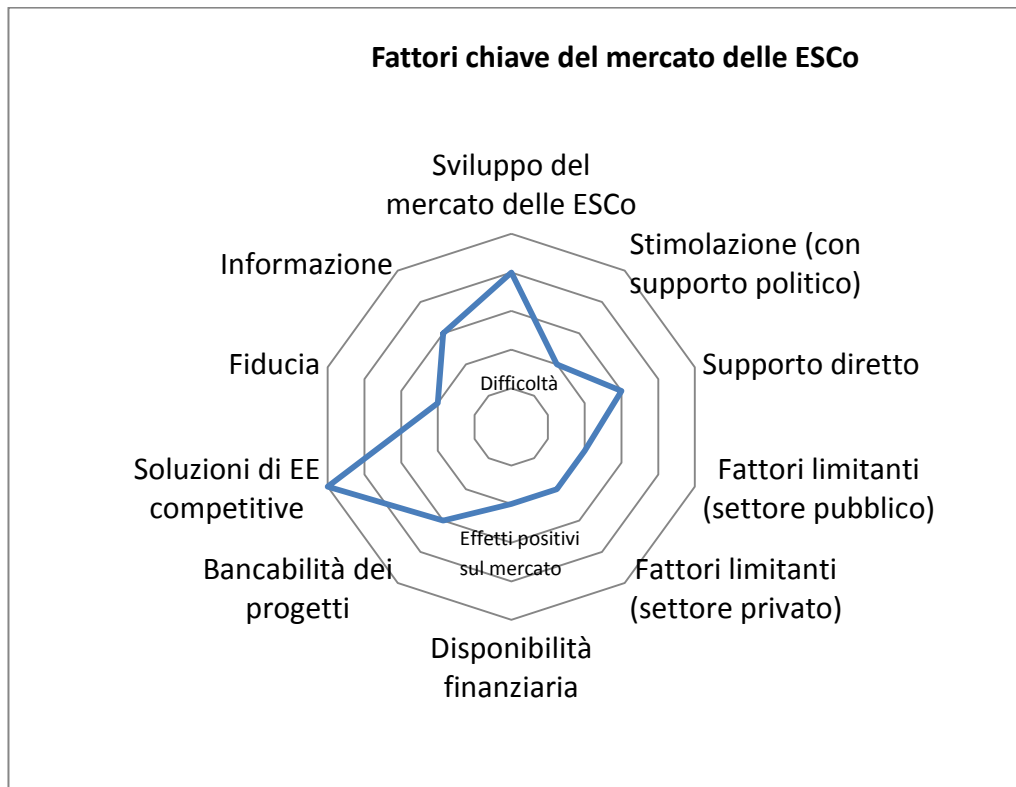 Fattori chiave del mercato delle ESCo
Sviluppo del
mercato delle ESCo
Stimolazione (con
supporto politico)
Supporto diretto
Fattori limitanti
(settore pubblico)
Fattori limitanti
(settore privato)
Disponibilità
finanziaria
Bancabilità dei
progetti
Soluzioni di EE
competitive
Fiducia
Informazione
Difficoltà
Effetti positivi
sul mercato